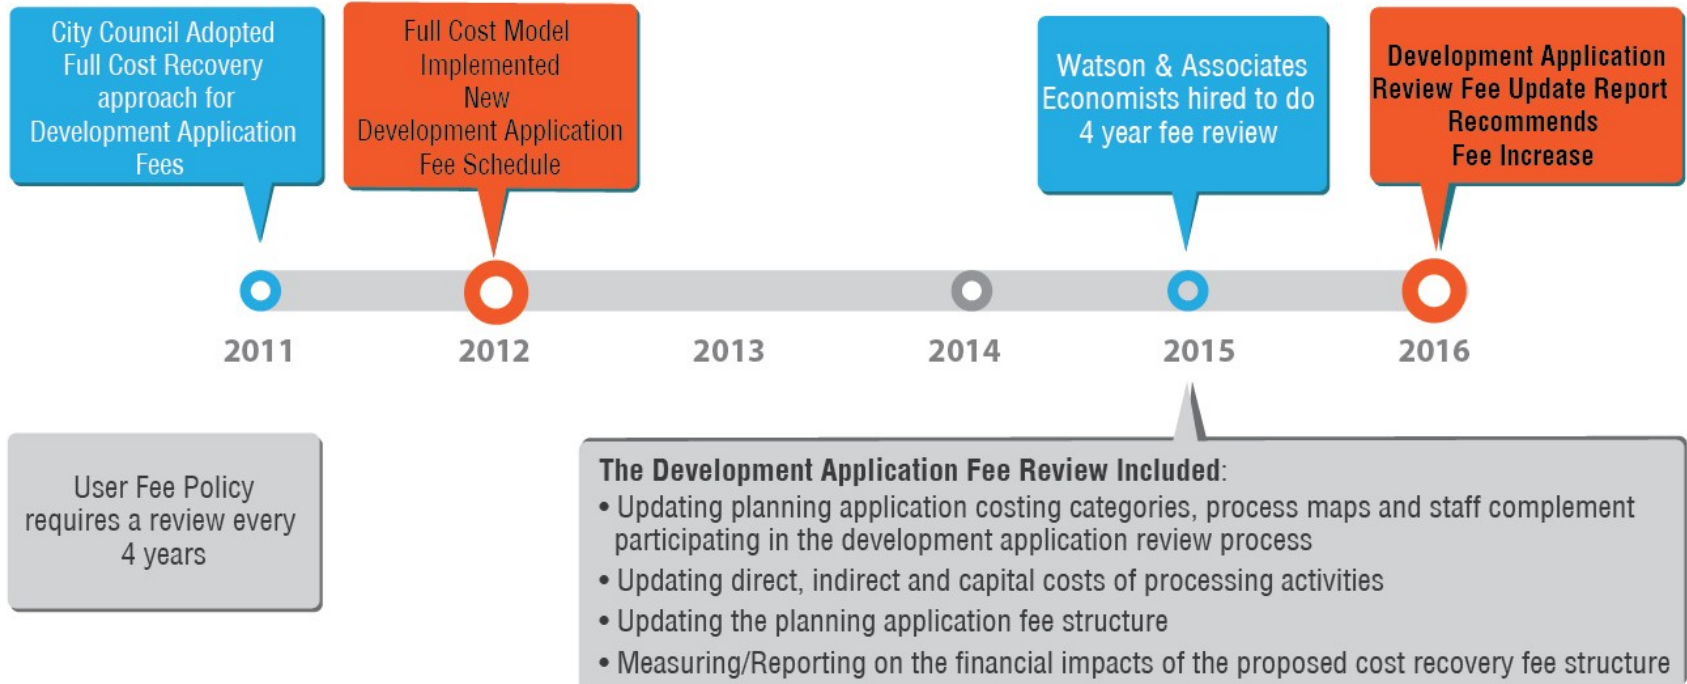 City Council Adopted
Full Cost Recovery
approach for
Development Application
Fees
Full Cost Model
Implemented
New
Development Application
Fee Schedule
Watson & Associates
Economists hired to do
4 year fee review
Development Application
Review Fee Update Report
Recommends
Fee Increase
2011
2012
2013
2014
2015
2016
User Fee Policy
requires a review every
4 years
The Development Application Fee Review Included:
• Updating planning application costing categories, process maps and staff complement
participating in the development application review process
• Updating direct, indirect and capital costs of processing activities
• Updating the planning application fee structure
• Measuring/Reporting on the financial impacts of the proposed cost recovery fee structure